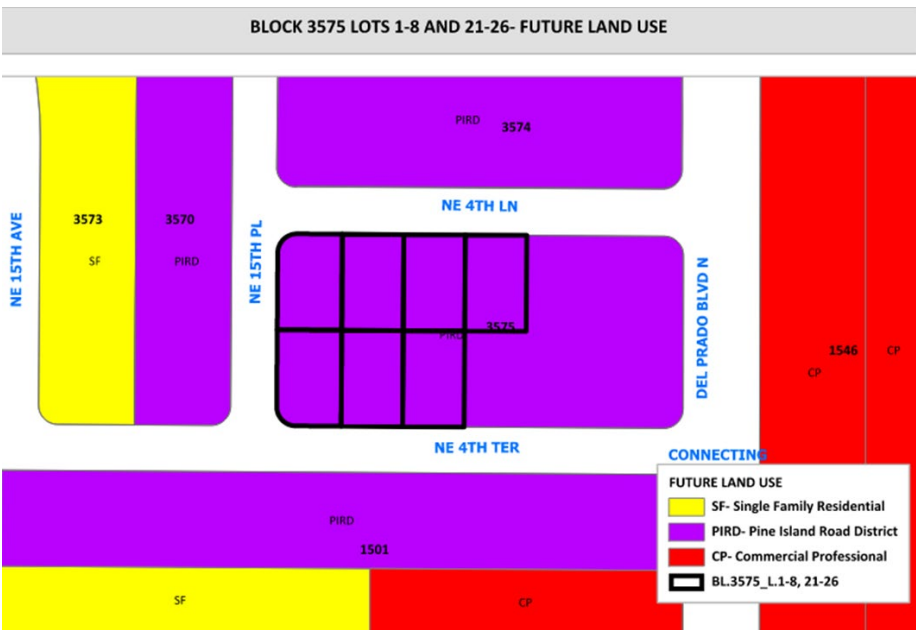 BLOCK 3575 LOTS 1-8 AND 21-26- FUTURE LAND USE
PIRD 3574
NE 4TH LN
NE 15TH AVE
3573
SF
3570
PIRD
NE 15TH PL
3575
PIRD
DEL PRADO BLVD N
1546
CP
CP
NE 4TH TER
CONNECTING
PIRD
1501
SF
CP
FUTURE LAND USE
SF- Single Family Residential
PIRD- Pine Island Road District
CP- Commercial Professional
BL.3575_L.1-8, 21-26